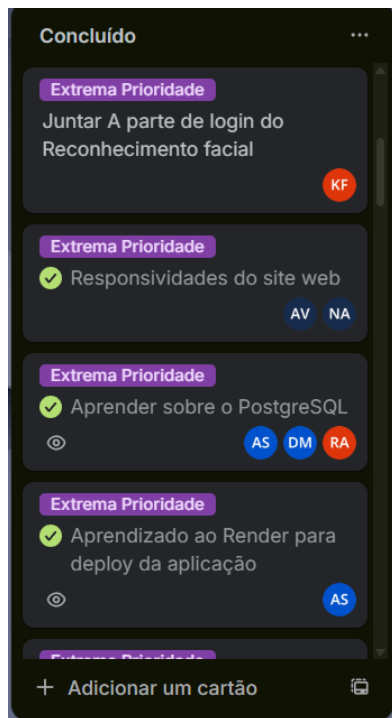 Concluído
Extrema Prioridade
Juntar A parte de login do
Reconhecimento facial
KF
Extrema Prioridade
Responsividades do site web
AV NA
Extrema Prioridade
Aprender sobre o PostgreSQL
AS DM RA
Extrema Prioridade
Aprendizado ao Render para
deploy da aplicação
AS
Extrema Prioridade
+ Adicionar um cartão